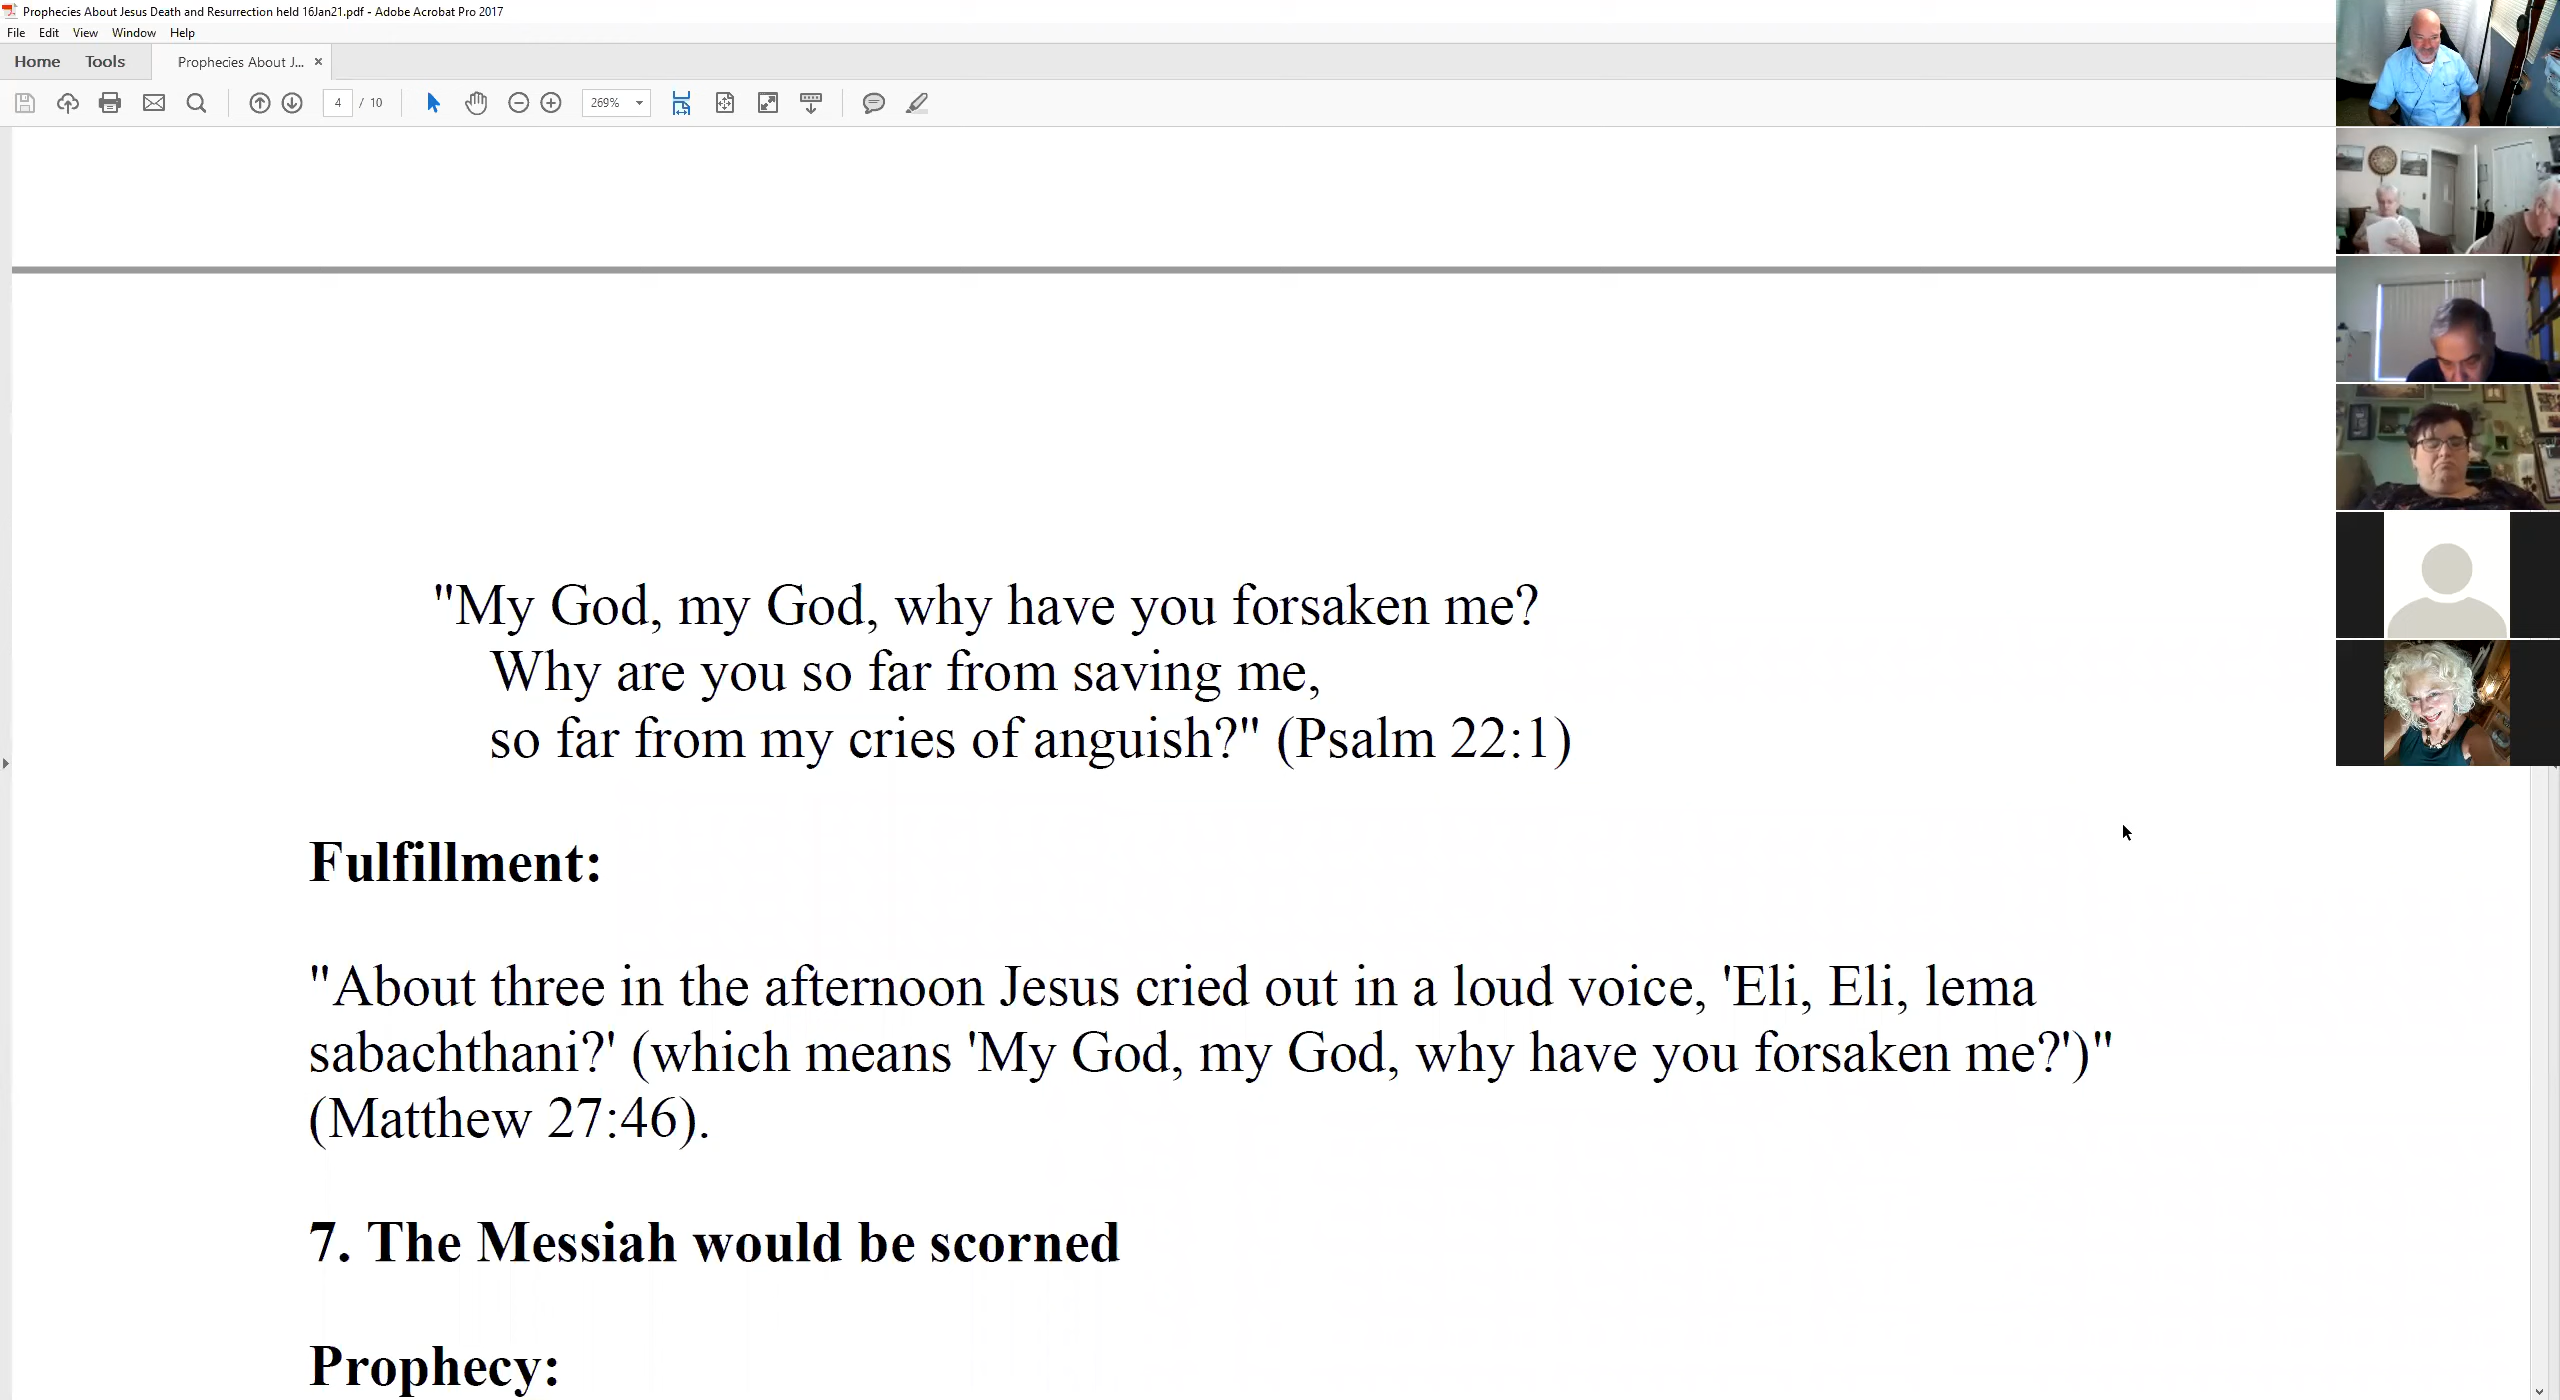 Prophecies About Jesus Death and Resurrection held 16Jan21.pdf - Adobe Acrobat Pro 2017
File Edit View Window Help
Home Tools Prophecies About J... ×
4 / 10 269%
"My God, my God, why have you forsaken me?
Why are you so far from saving me,
so far from my cries of anguish?" (Psalm 22:1)
Fulfillment:
"About three in the afternoon Jesus cried out in a loud voice, 'Eli, Eli, lema
sabachthani?' (which means 'My God, my God, why have you forsaken me?')"
(Matthew 27:46).
7. The Messiah would be scorned
Prophecy: